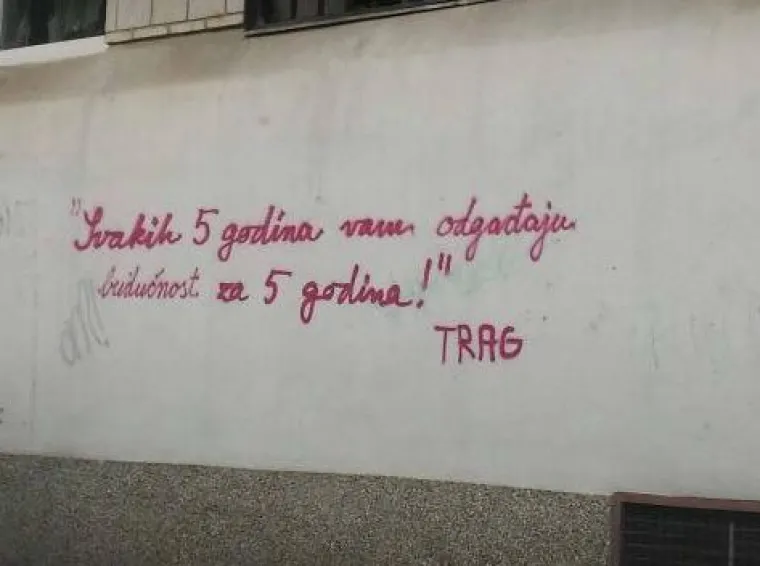 "Svakih 5 godina vam odgađaju
budućnost za 5 godina!"
TRAG